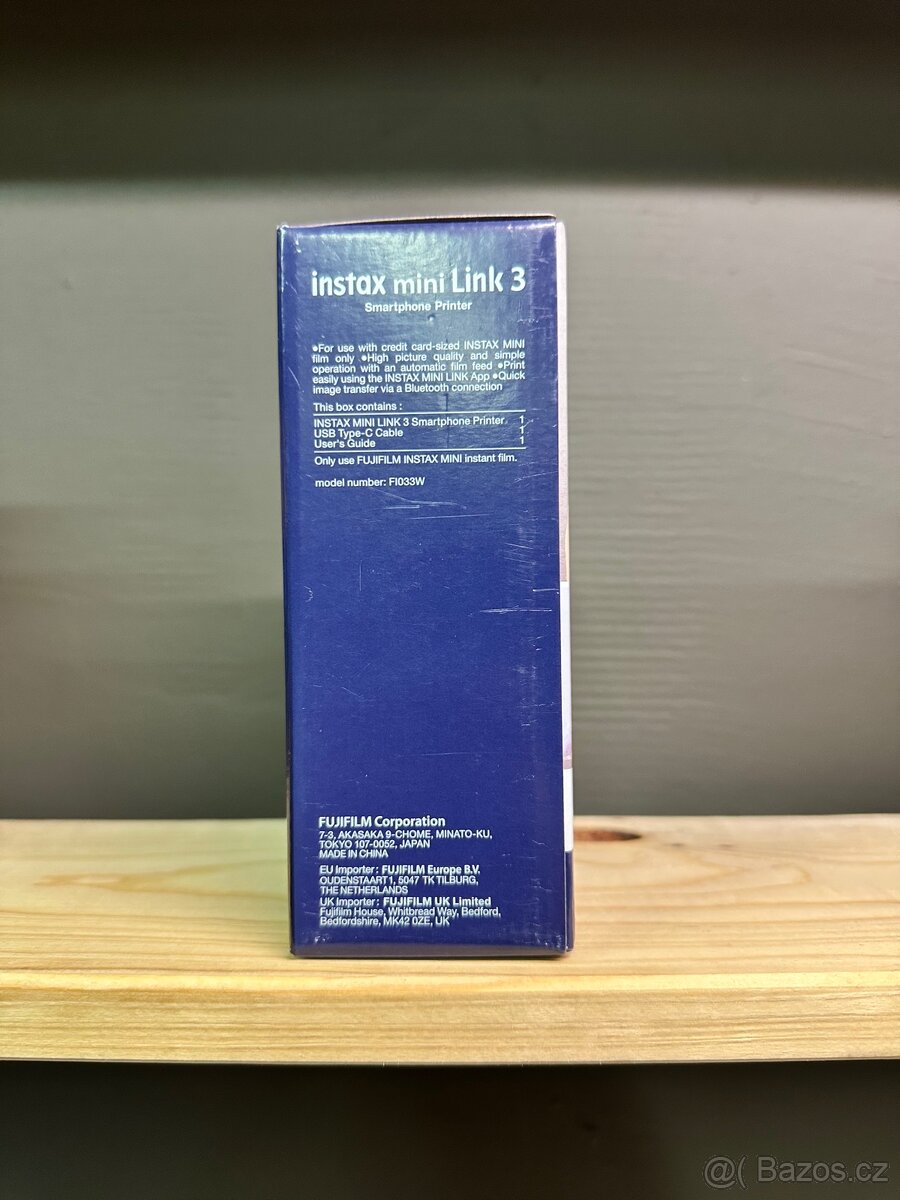 instax mini Link 3
Smartphone Printer
●For use with credit card-sized INSTAX MINI
film only ●High picture quality and simple
operation with an automatic film feed ●Print
easily using the INSTAX MINI LINK App ●Quick
image transfer via a Bluetooth connection
This box contains :
INSTAX MINI LINK 3 Smartphone Printer 1
USB Type-C Cable 1
User's Guide 1
Only use FUJIFILM INSTAX MINI instant film.
model number: FI033W
FUJIFILM Corporation
7-3, AKASAKA 9-CHOME, MINATO-KU,
TOKYO 107-0052, JAPAN
MADE IN CHINA
EU Importer : FUJIFILM Europe B.V.
OUDENSTAART 1, 5047 TK TILBURG,
THE NETHERLANDS
UK Importer : FUJIFILM UK Limited
Fujifilm House, Whitbread Way, Bedford,
Bedfordshire, MK42 0ZE, UK
@( Bazos.cz